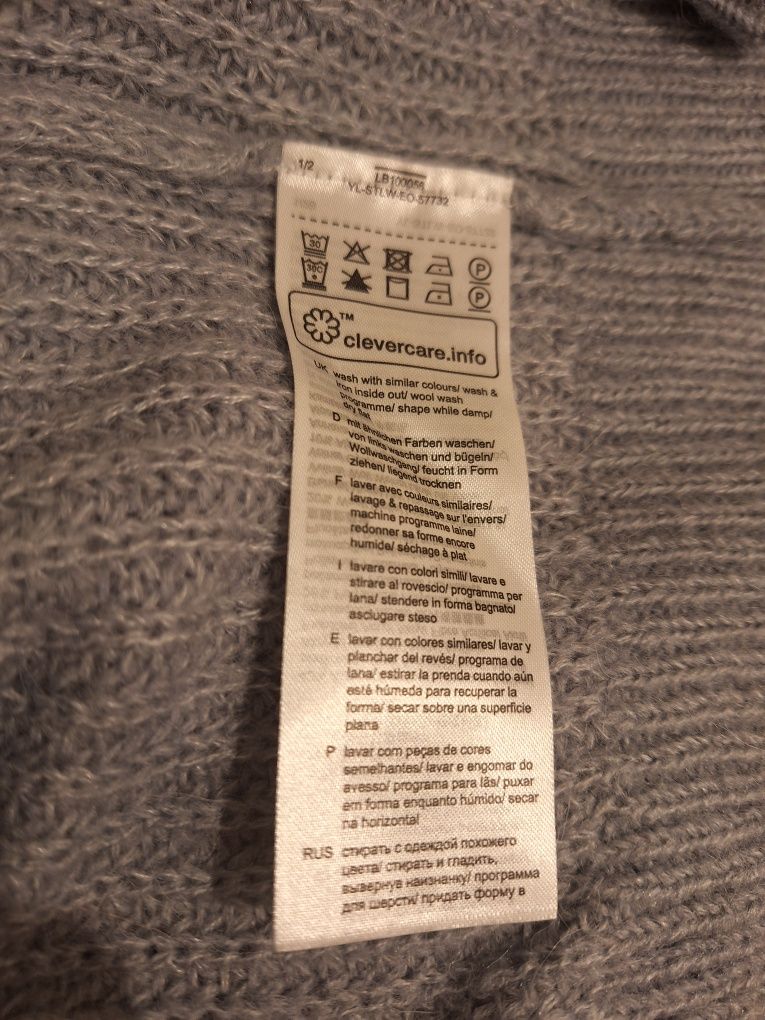 1/2
LB100056
YL-STLW-EO-57732
30
30C
P
P
TM
clevercare.info
UK wash with similar colours/ wash &
iron inside out/ wool wash
programme/ shape while damp/
dry flat
D mit ähnlichen Farben waschen/
von links waschen und bügeln/
Wollwaschgang/ feucht in Form
ziehen/ liegend trocknen
F laver avec couleurs similaires/
lavage & repassage sur l'envers/
machine programme laine/
redonner sa forme encore
humide/ séchage à plat
I lavare con colori simili/ lavare e
stirare al rovescio/ programma per
lana/ stendere in forma bagnato/
asciugare steso
E lavar con colores similares/ lavar y
planchar del revés/ programa de
lana/ estirar la prenda cuando aún
esté húmeda para recuperar la
forma/ secar sobre una superficie
plana
P lavar com peças de cores
semelhantes/ lavar e engomar do
avesso/ programa para lãs/ puxar
em forma enquanto húmido/ secar
na horizontal
RUS стирать с одеждой похожего
цвета/ стирать и гладить,
вывернув наизнанку/ программа
для шерсти/ придать форму в